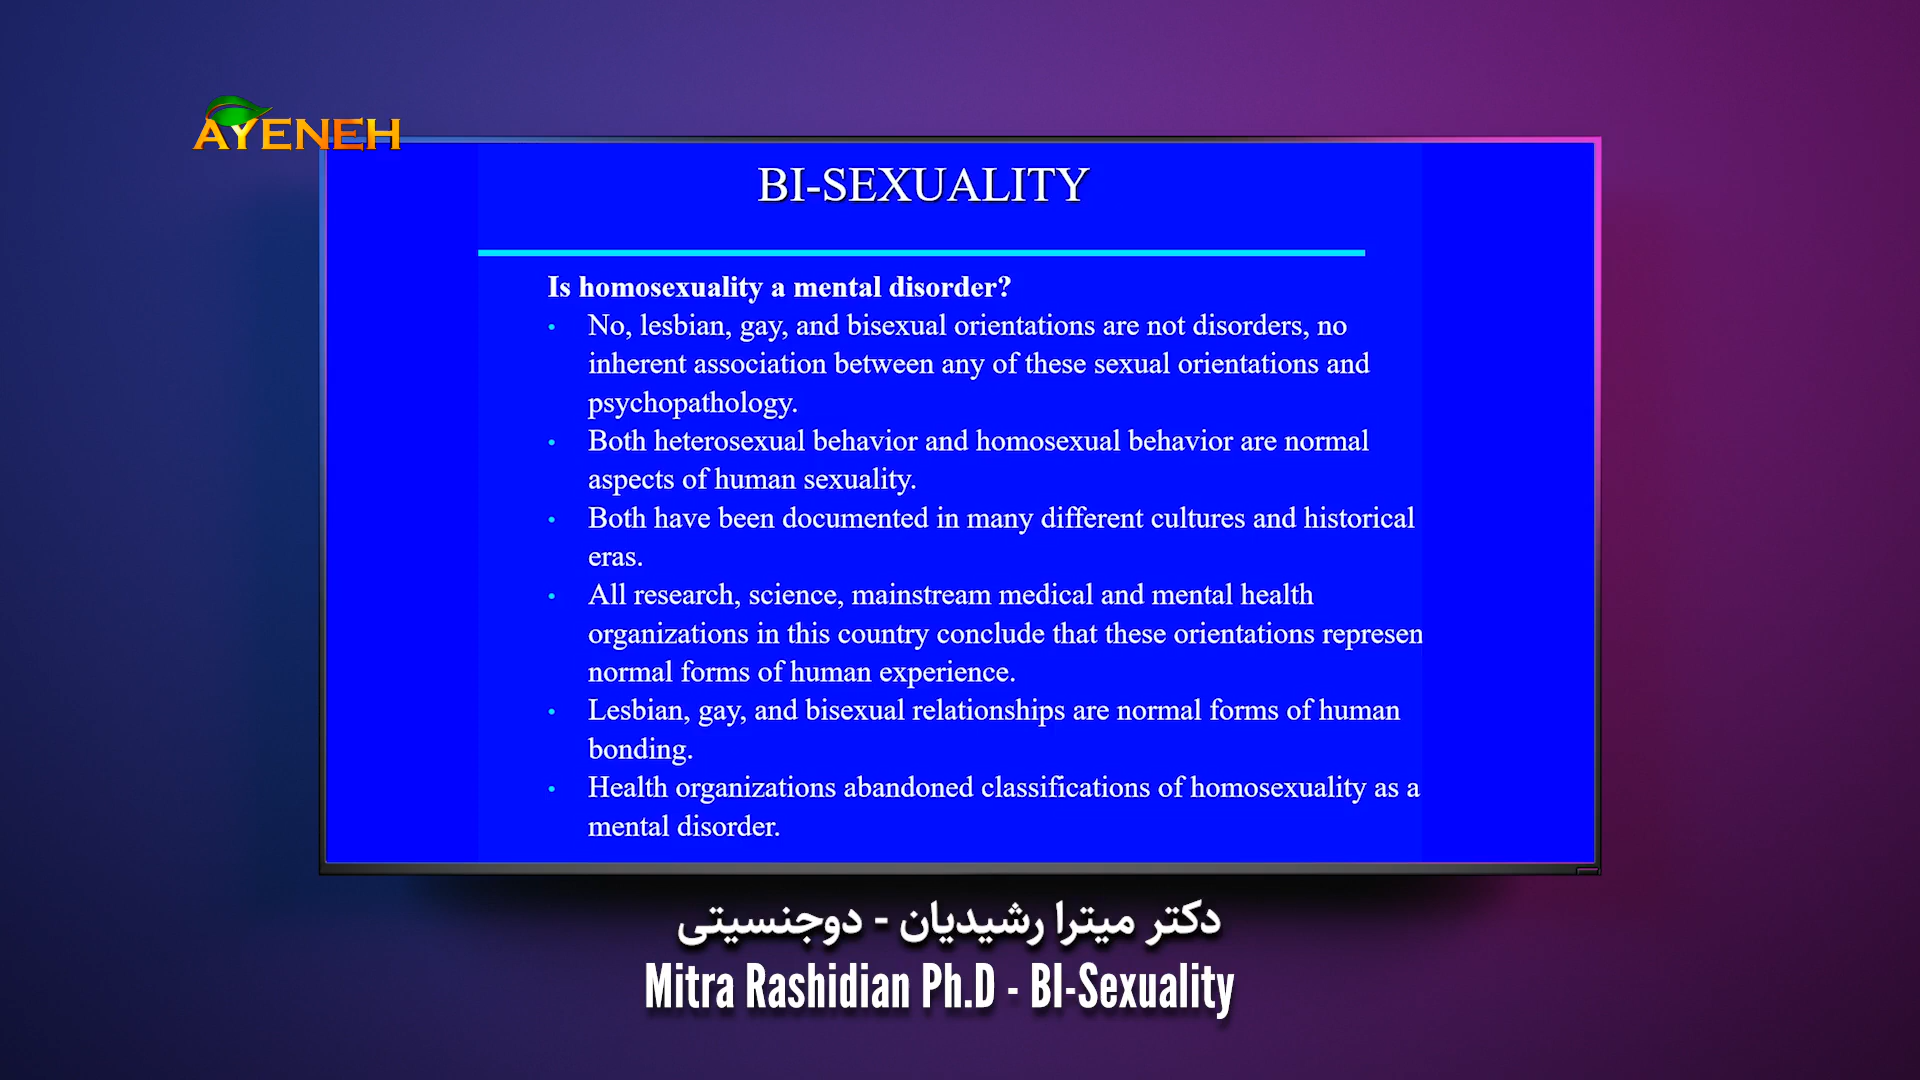 AYENEH
BI-SEXUALITY
Is homosexuality a mental disorder?
• No, lesbian, gay, and bisexual orientations are not disorders, no
inherent association between any of these sexual orientations and
psychopathology.
• Both heterosexual behavior and homosexual behavior are normal
aspects of human sexuality.
• Both have been documented in many different cultures and historical
eras.
• All research, science, mainstream medical and mental health
organizations in this country conclude that these orientations represen
normal forms of human experience.
• Lesbian, gay, and bisexual relationships are normal forms of human
bonding.
• Health organizations abandoned classifications of homosexuality as a
mental disorder.
دکتر میترا رشیدیان - دوجنسیتی
Mitra Rashidian Ph.D - BI-Sexuality